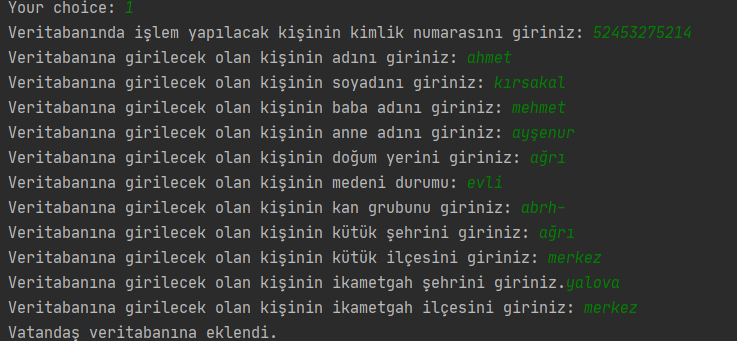 Your choice: 1
Veritabanında işlem yapılacak kişinin kimlik numarasını giriniz: 52453275214
Veritabanına girilecek olan kişinin adını giriniz: ahmet
Veritabanına girilecek olan kişinin soyadını giriniz: kırsakal
Veritabanına girilecek olan kişinin baba adını giriniz: mehmet
Veritabanına girilecek olan kişinin anne adını giriniz: ayşenur
Veritabanına girilecek olan kişinin doğum yerini giriniz: ağrı
Veritabanına girilecek olan kişinin medeni durumu: evli
Veritabanına girilecek olan kişinin kan grubunu giriniz: abrh-
Veritabanına girilecek olan kişinin kütük şehrini giriniz: ağrı
Veritabanına girilecek olan kişinin kütük ilçesini giriniz: merkez
Veritabanına girilecek olan kişinin ikametgah şehrini giriniz.yalova
Veritabanına girilecek olan kişinin ikametgah ilçesini giriniz: merkez
Vatandaş veritabanına eklendi.